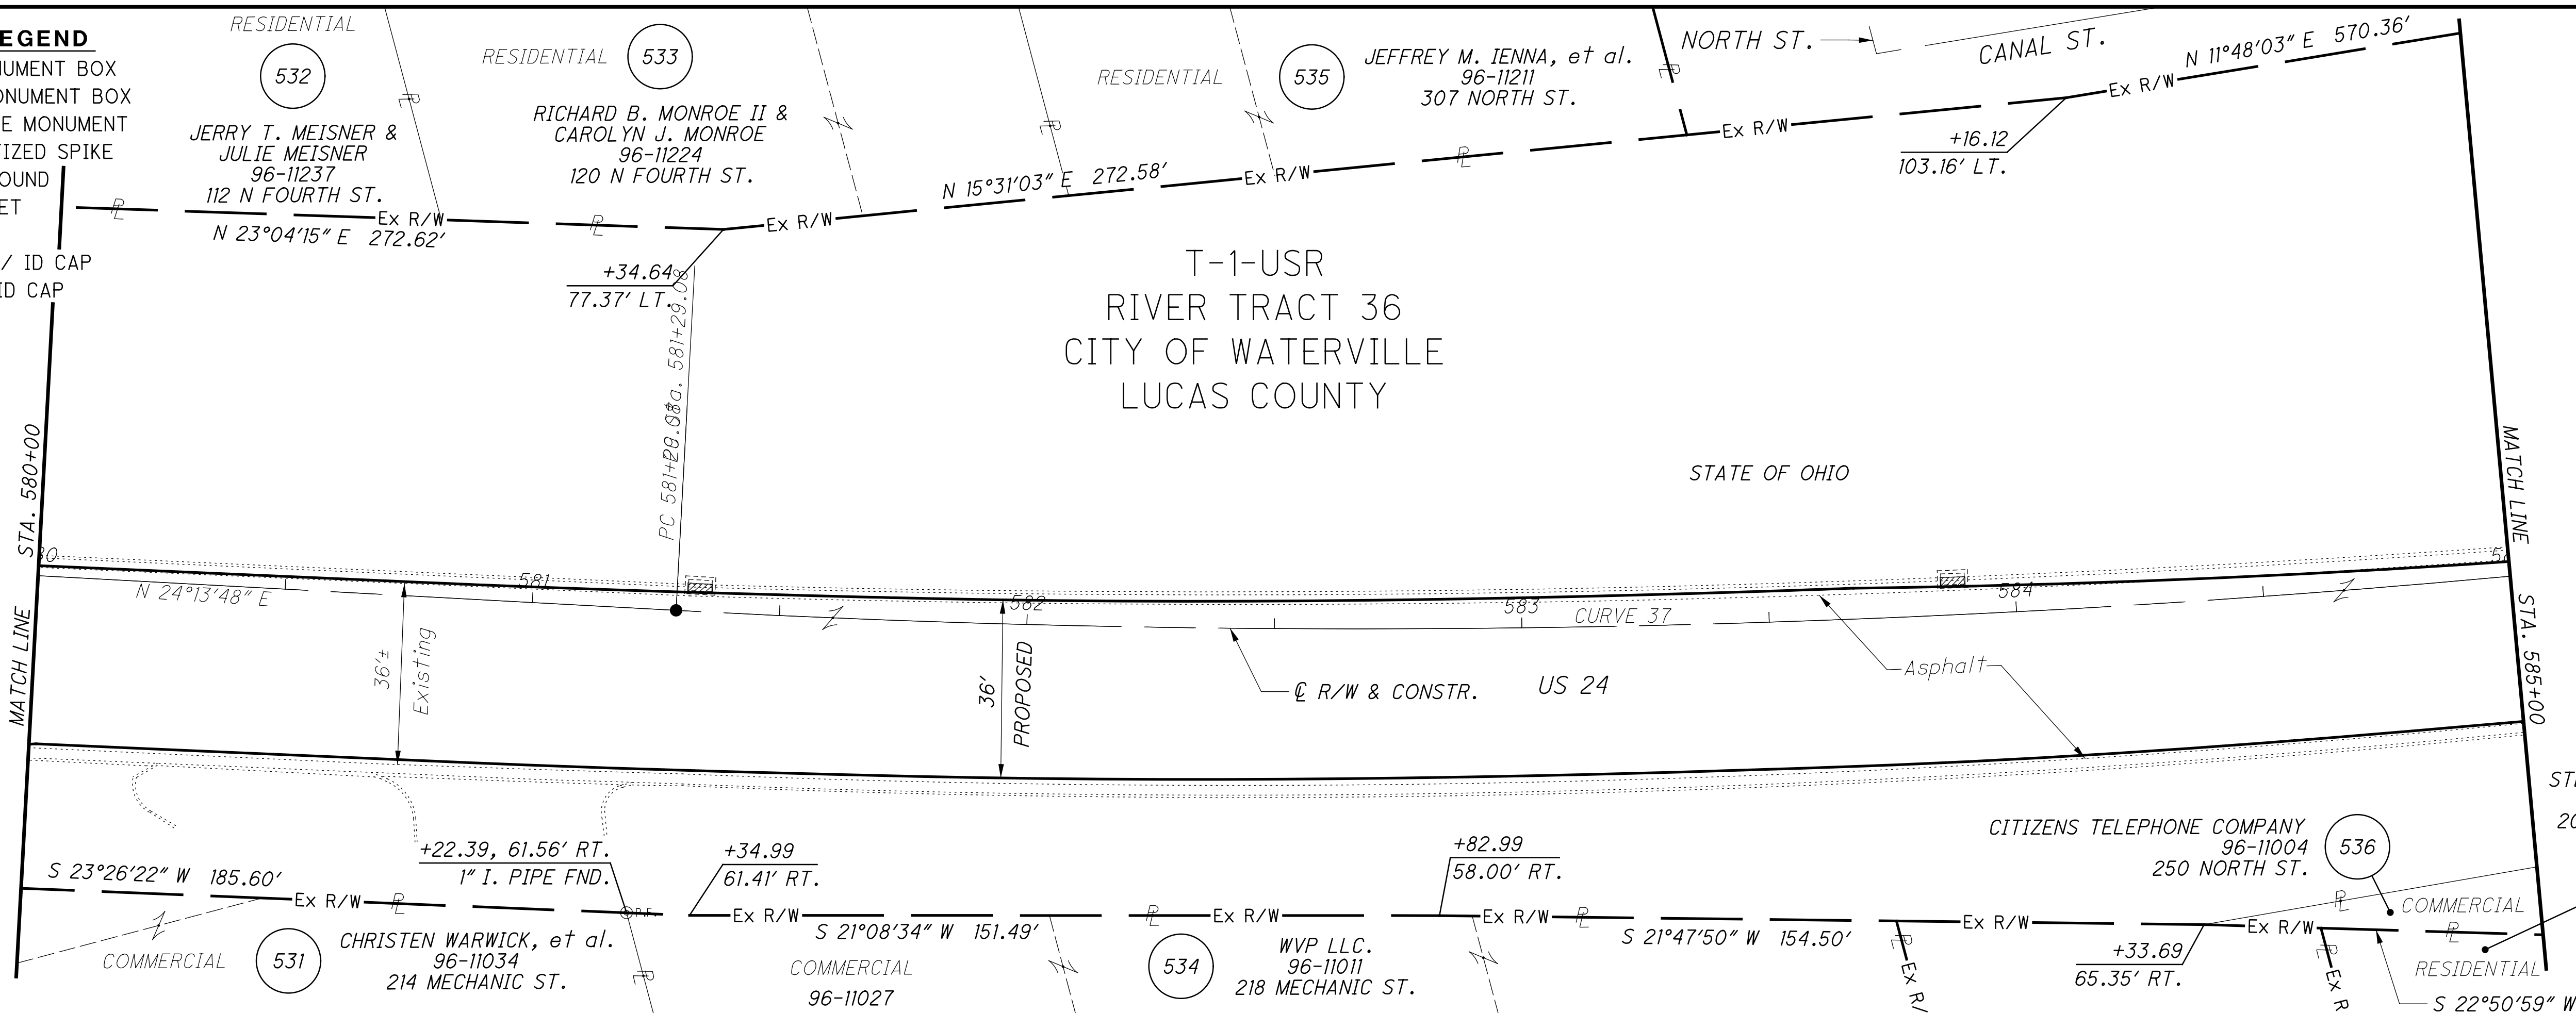 EGEND
NUMENT BOX
ONUMENT BOX
E MONUMENT
TIZED SPIKE
OUND
ET
/ ID CAP
ID CAP
RESIDENTIAL
532
JERRY T. MEISNER &
JULIE MEISNER
96-11237
112 N FOURTH ST.
RESIDENTIAL
533
RICHARD B. MONROE II &
CAROLYN J. MONROE
96-11224
120 N FOURTH ST.
RESIDENTIAL
535
JEFFREY M. IENNA, et al.
96-11211
307 NORTH ST.
NORTH ST.
CANAL ST.
N 11°48'03" E 570.36'
Ex R/W
Ex R/W
+16.12
103.16' LT.
Ex R/W
N 15°31'03" E 272.58'
Ex R/W
Ex R/W
N 23°04'15" E 272.62'
+34.64
77.37' LT.
T-1-USR
RIVER TRACT 36
CITY OF WATERVILLE
LUCAS COUNTY
STATE OF OHIO
MATCH LINE STA. 580+00
MATCH LINE STA. 585+00
PC 581+29.08
Sta. 581+29.08
N 24°13'48" E
581
582
583
584
CURVE 37
36'±
Existing
36'
PROPOSED
℄ R/W & CONSTR.
US 24
Asphalt
S 23°26'22" W 185.60'
Ex R/W
+22.39, 61.56' RT.
1" I. PIPE FND.
P.F.
+34.99
61.41' RT.
Ex R/W
S 21°08'34" W 151.49'
Ex R/W
+82.99
58.00' RT.
Ex R/W
S 21°47'50" W 154.50'
Ex R/W
+33.69
65.35' RT.
Ex R/W
CITIZENS TELEPHONE COMPANY
96-11004
250 NORTH ST.
536
COMMERCIAL
RESIDENTIAL
S 22°50'59" W
Ex R/
Ex R
COMMERCIAL
531
CHRISTEN WARWICK, et al.
96-11034
214 MECHANIC ST.
COMMERCIAL
96-11027
534
WVP LLC.
96-11011
218 MECHANIC ST.